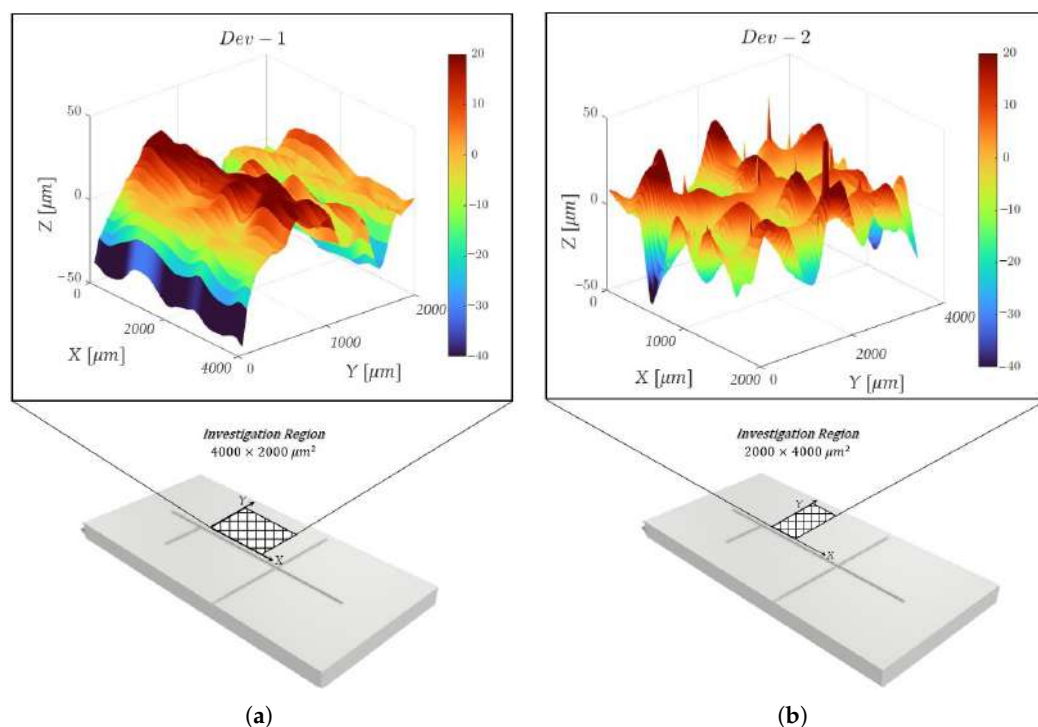 Dev − 1
50
0
−50
Z [µm]
0
2000
4000
X [µm]
0
1000
2000
Y [µm]
20
10
0
−10
−20
−30
−40
Investigation Region
4000 × 2000 µm²
Y
X
(a)
Dev − 2
50
0
−50
Z [µm]
0
1000
2000
X [µm]
0
2000
4000
Y [µm]
20
10
0
−10
−20
−30
−40
Investigation Region
2000 × 4000 µm²
Y
X
(b)